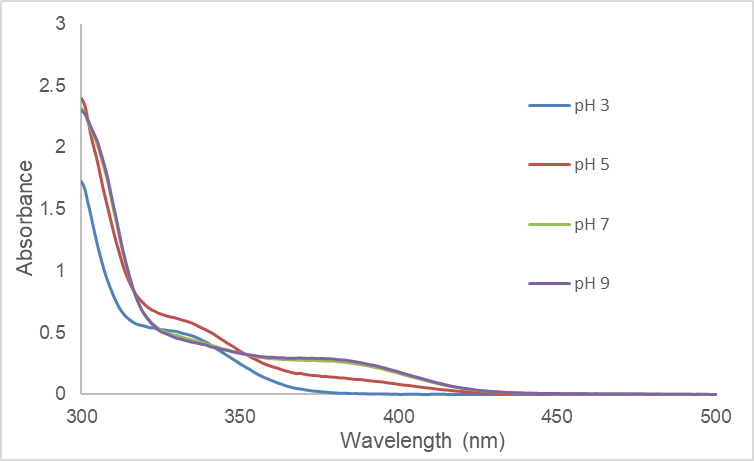 3
2.5
2
1.5
1
0.5
0
Absorbance
pH 3
pH 5
pH 7
pH 9
300 350 400 450 500
Wavelength (nm)